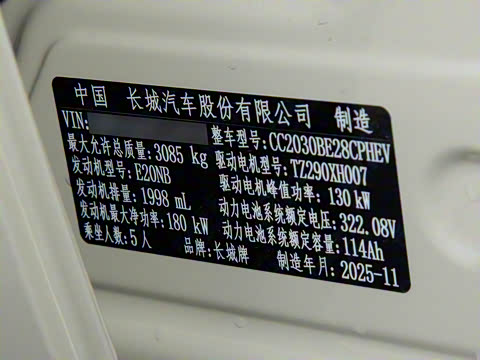 中国 长城汽车股份有限公司 制造
VIN: 整车型号: CC2030BE28CPHEV
最大允许总质量: 3085 kg 驱动电机型号: TZ290XH007
发动机型号: E20NB 驱动电机峰值功率: 130 kW
发动机排量: 1998 mL 动力电池系统额定电压: 322.08V
发动机最大净功率: 180 kW 动力电池系统额定容量: 114Ah
乘座人数: 5人 品牌: 长城牌 制造年月: 2025-11